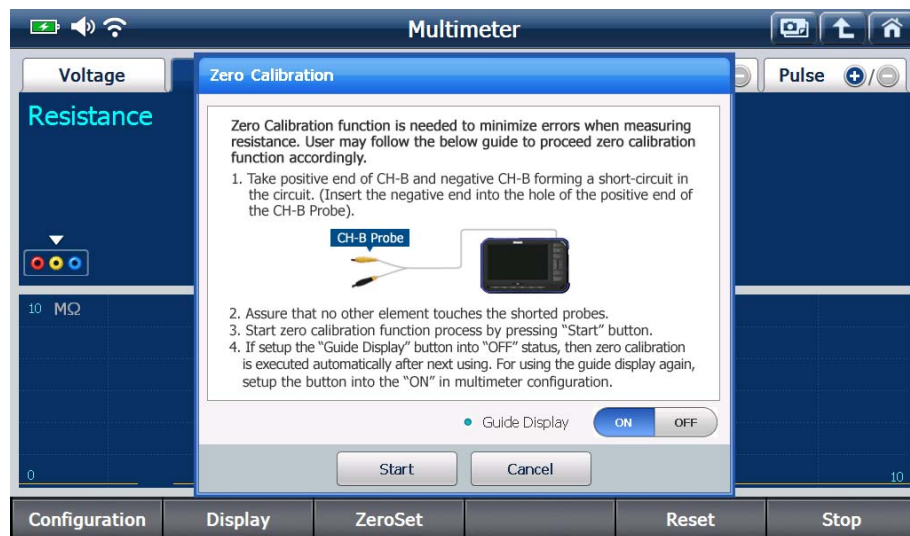 Multimeter
Voltage
Pulse
Zero Calibration
Resistance
Zero Calibration function is needed to minimize errors when measuring
resistance. User may follow the below guide to proceed zero calibration
function accordingly.
1. Take positive end of CH-B and negative CH-B forming a short-circuit in
the circuit. (Insert the negative end into the hole of the positive end of
the CH-B Probe).
CH-B Probe
10 MΩ
2. Assure that no other element touches the shorted probes.
3. Start zero calibration function process by pressing “Start” button.
4. If setup the “Guide Display” button into “OFF” status, then zero calibration
is executed automatically after next using. For using the guide display again,
setup the button into the “ON” in multimeter configuration.
Guide Display ON OFF
Start Cancel
0 10
Configuration Display ZeroSet Reset Stop